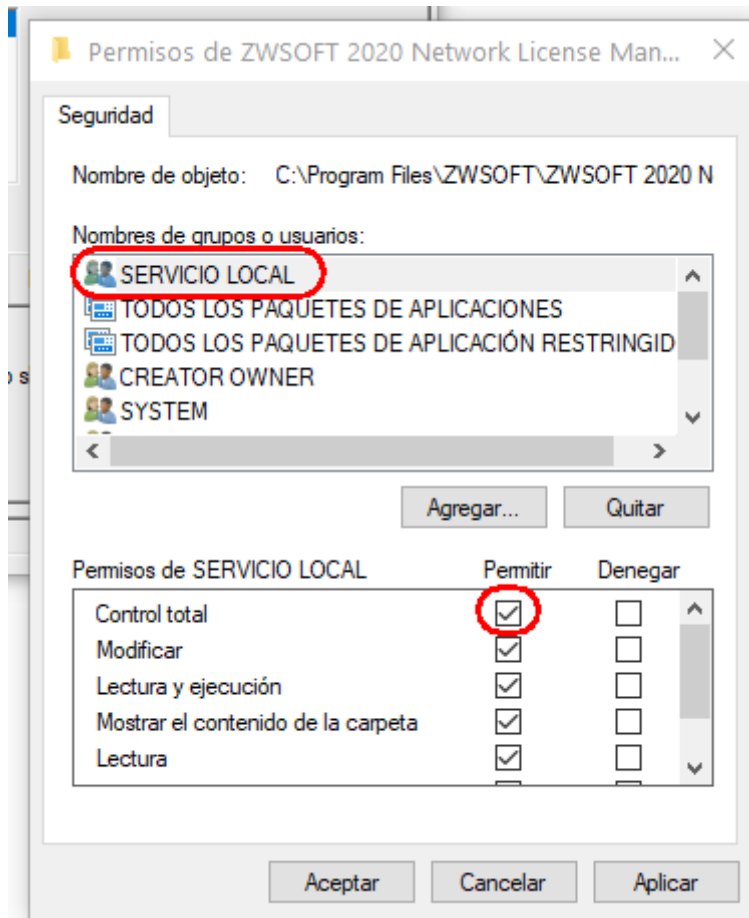 Permisos de ZWSOFT 2020 Network License Man...
Seguridad
Nombre de objeto: C:\Program Files\ZWSOFT\ZWSOFT 2020 N
Nombres de grupos o usuarios:
SERVICIO LOCAL
TODOS LOS PAQUETES DE APLICACIONES
TODOS LOS PAQUETES DE APLICACIÓN RESTRINGID
CREATOR OWNER
SYSTEM
Agregar... Quitar
Permisos de SERVICIO LOCAL Permitir Denegar
Control total
Modificar
Lectura y ejecución
Mostrar el contenido de la carpeta
Lectura
Aceptar Cancelar Aplicar